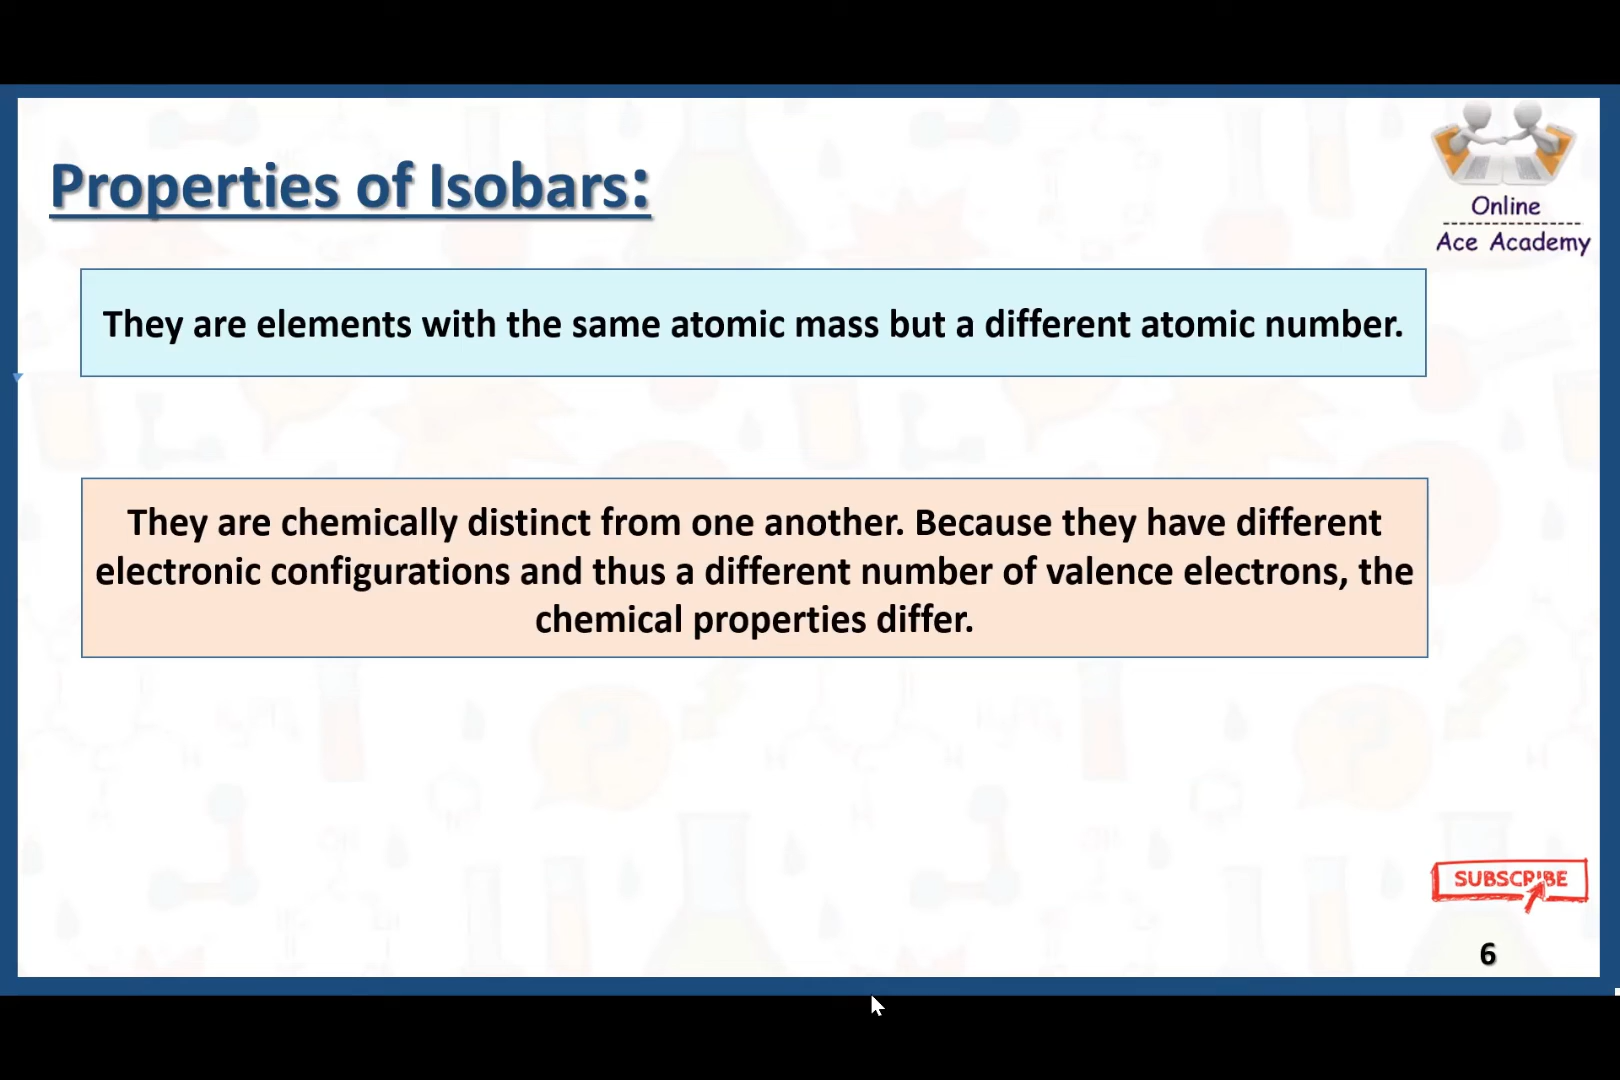 Properties of Isobars:
Online
Ace Academy
They are elements with the same atomic mass but a different atomic number.
They are chemically distinct from one another. Because they have different
electronic configurations and thus a different number of valence electrons, the
chemical properties differ.
SUBSCRIBE
6